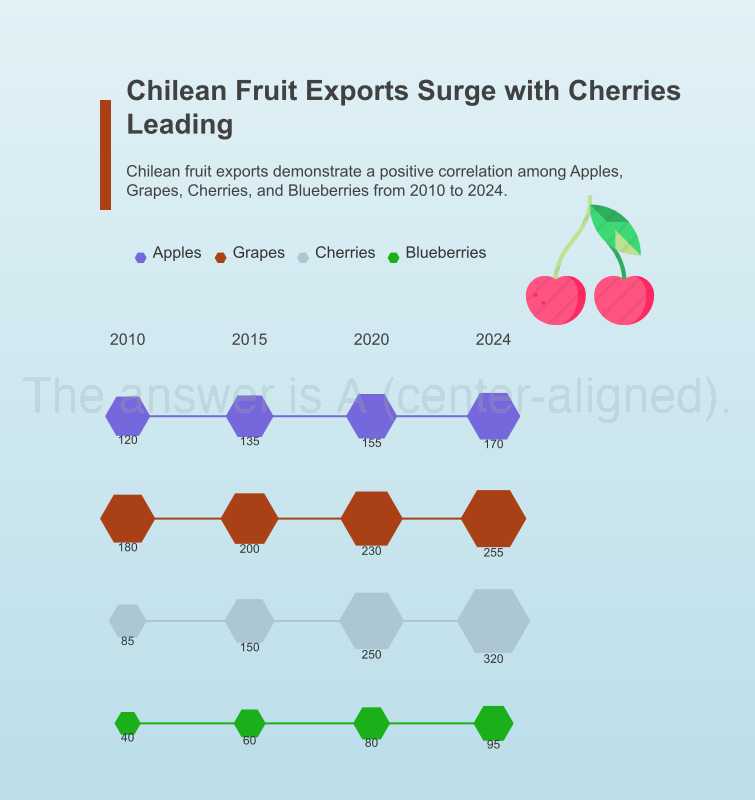 Chilean Fruit Exports Surge with Cherries
Leading
Chilean fruit exports demonstrate a positive correlation among Apples,
Grapes, Cherries, and Blueberries from 2010 to 2024.
Apples Grapes Cherries Blueberries
2010 2015 2020 2024
The answer is A (center-aligned).
120 135 155 170
180 200 230 255
85 150 250 320
40 60 80 95